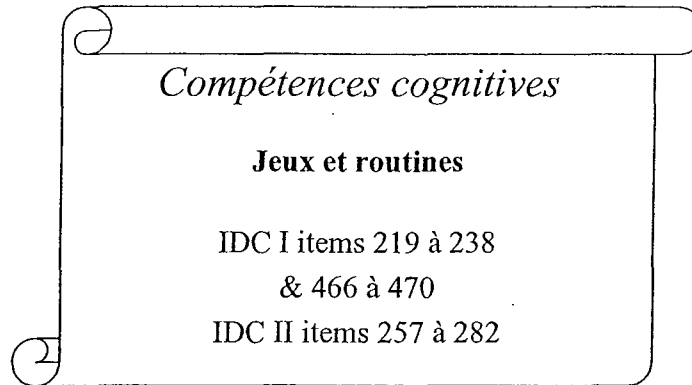 Compétences cognitives
Jeux et routines
IDC I items 219 à 238
& 466 à 470
IDC II items 257 à 282